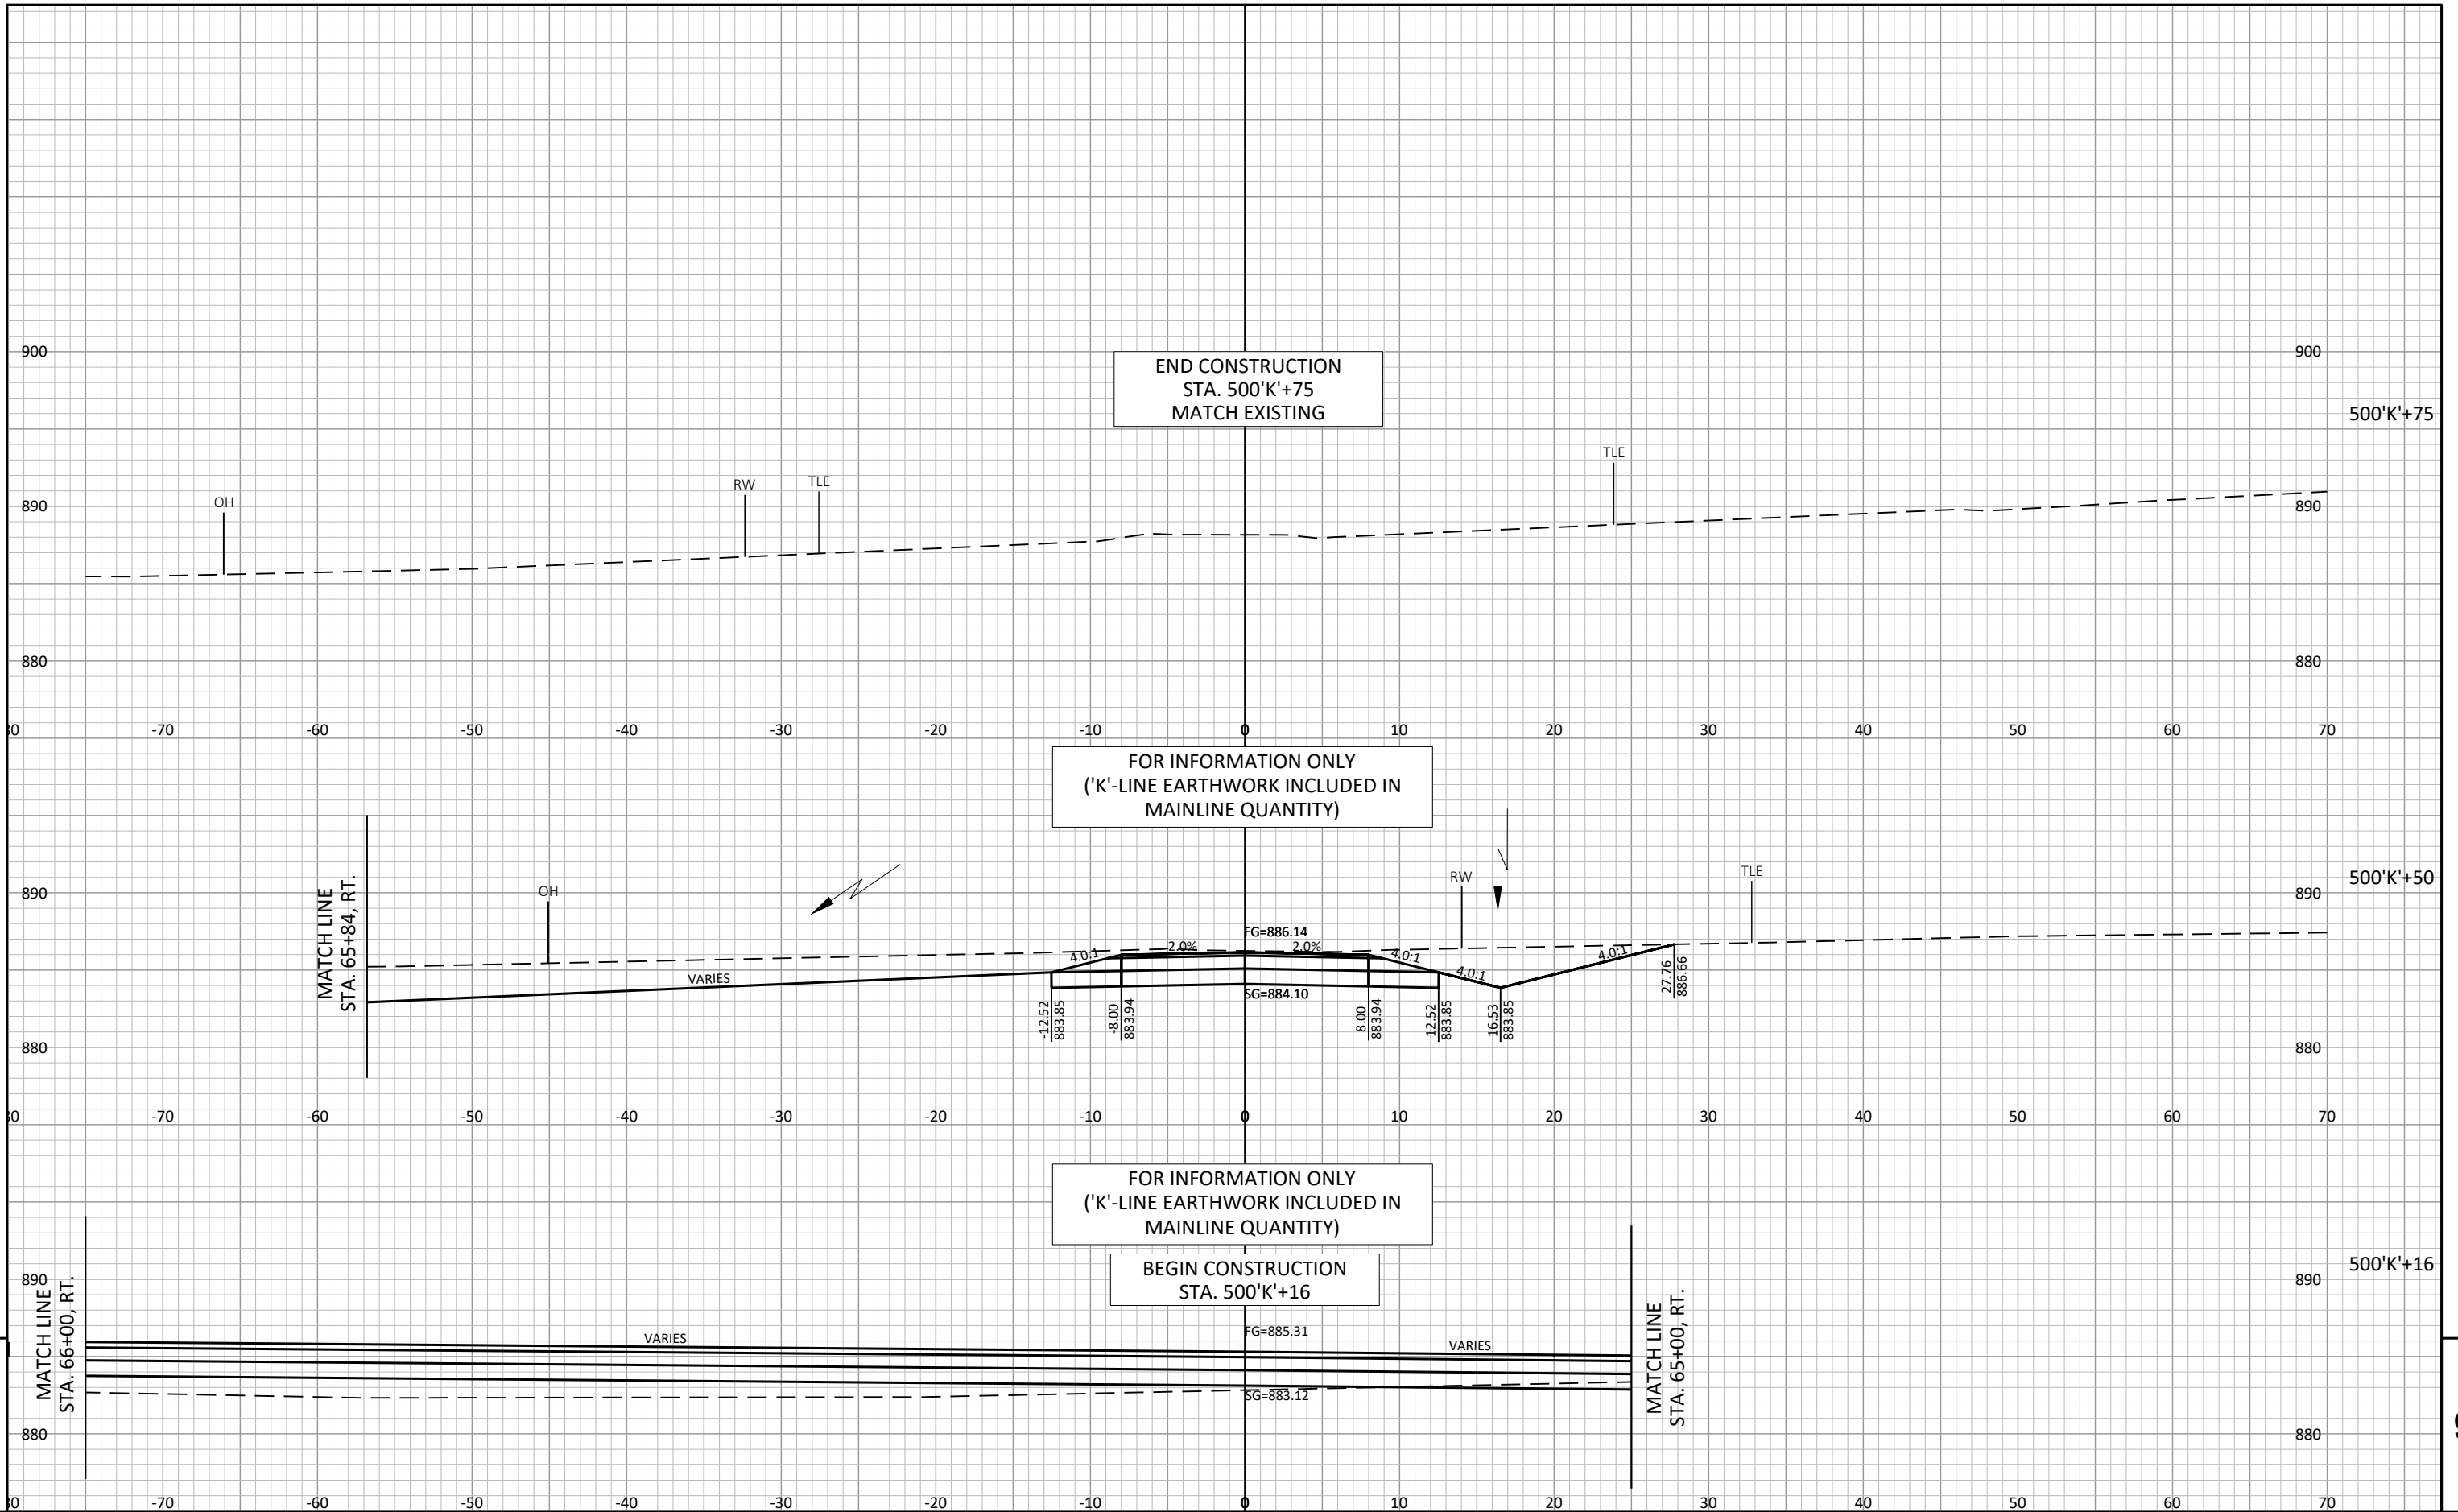 900
900
END CONSTRUCTION
STA. 500'K'+75
MATCH EXISTING
500'K'+75
TLE
RW
TLE
OH
890
890
880
880
-70 -60 -50 -40 -30 -20 -10 0 10 20 30 40 50 60 70
FOR INFORMATION ONLY
('K'-LINE EARTHWORK INCLUDED IN
MAINLINE QUANTITY)
MATCH LINE
STA. 65+84, RT.
OH
RW
TLE
890
890
500'K'+50
FG=886.14
4.0:1
2.0%
2.0%
4.0:1
4.0:1
4.0:1
VARIES
SG=884.10
-12.52
883.85
-8.00
883.94
8.00
883.94
12.52
883.85
16.53
883.85
27.76
886.66
880
880
-70 -60 -50 -40 -30 -20 -10 0 10 20 30 40 50 60 70
FOR INFORMATION ONLY
('K'-LINE EARTHWORK INCLUDED IN
MAINLINE QUANTITY)
BEGIN CONSTRUCTION
STA. 500'K'+16
500'K'+16
890
890
MATCH LINE
STA. 66+00, RT.
VARIES
FG=885.31
VARIES
MATCH LINE
STA. 65+00, RT.
SG=883.12
880
880
-70 -60 -50 -40 -30 -20 -10 0 10 20 30 40 50 60 70